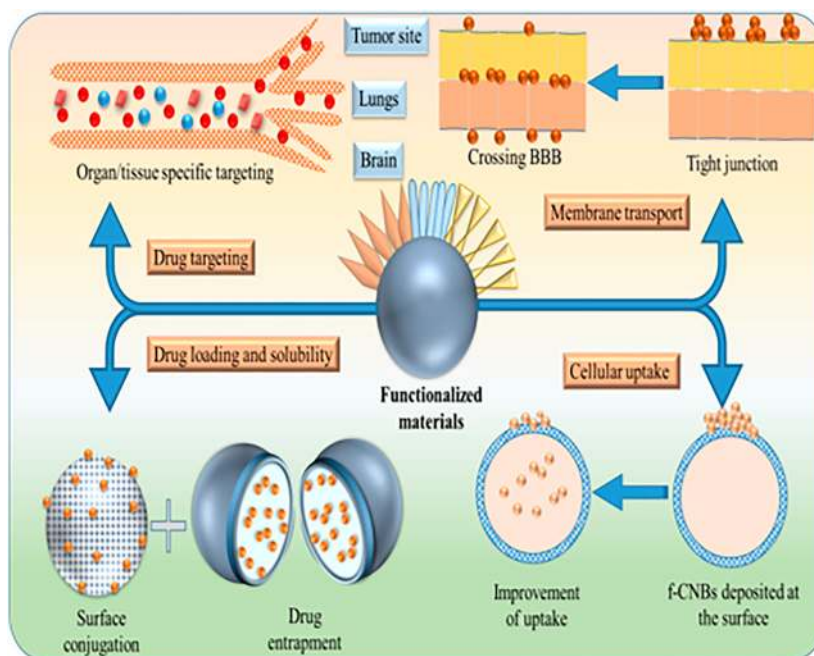 Tumor site
Lungs
Brain
Organ/tissue specific targeting
Crossing BBB
Tight junction
Drug targeting
Membrane transport
Drug loading and solubility
Cellular uptake
Functionalized
materials
Surface
conjugation
Drug
entrapment
Improvement
of uptake
f-CNBs deposited at
the surface